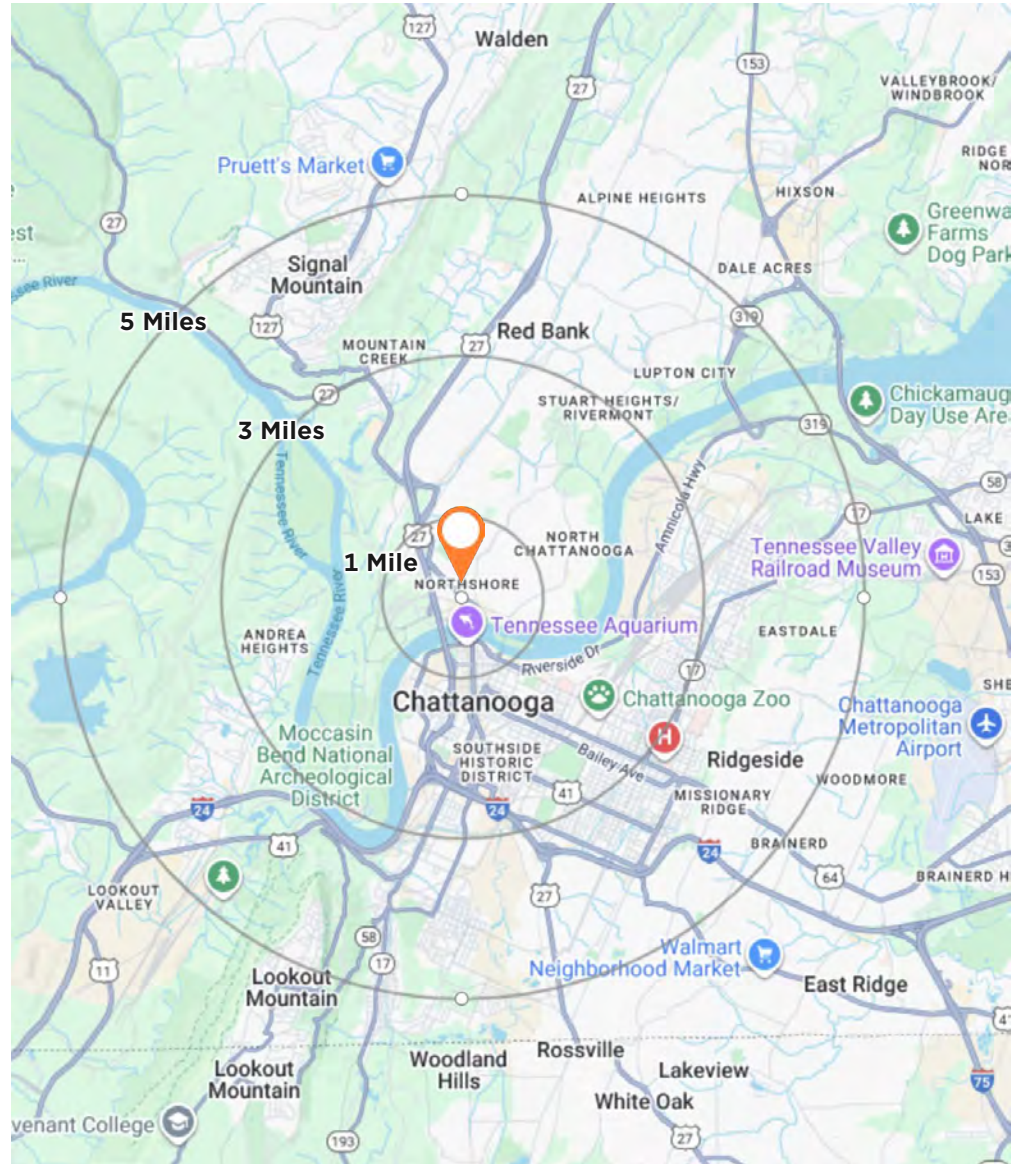 127
Walden
153
27
VALLEYBROOK/
WINDBROOK
Pruett's Market
RIDGE
NOR
ALPINE HEIGHTS
HIXSON
27
est
...
Greenwa
Farms
Dog Park
Signal
Mountain
DALE ACRES
ssee River
5 Miles
127
319
Red Bank
MOUNTAIN
CREEK
27
LUPTON CITY
27
STUART HEIGHTS/
RIVERMONT
Chickamaug
Day Use Are
319
3 Miles
Tennessee River
Amnicola Hwy
58
17
LAKE
27
NORTH
CHATTANOOGA
Tennessee Valley
Railroad Museum
3
153
1 Mile
NORTHSHORE
Tennessee River
Tennessee Aquarium
EASTDALE
ANDREA
HEIGHTS
Riverside Dr
17
SHE
Chattanooga
Chattanooga Zoo
Chattanooga
Metropolitan
Airport
Moccasin
Bend National
Archeological
District
H
SOUTHSIDE
HISTORIC
DISTRICT
Bailey Ave
Ridgeside
WOODMORE
41
MISSIONARY
RIDGE
24
24
41
24
BRAINERD
64
BRAINERD H
LOOKOUT
VALLEY
27
58
17
11
Walmart
Neighborhood Market
Lookout
Mountain
East Ridge
41
Rossville
Woodland
Hills
Lookout
Mountain
Lakeview
75
White Oak
venant College
193
27